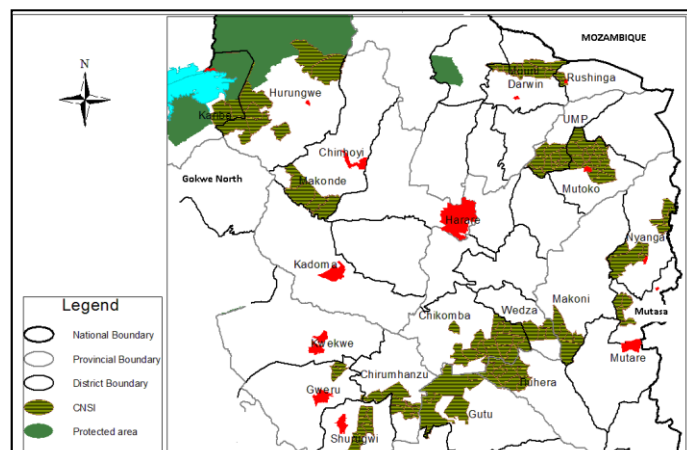 MOZAMBIQUE
N
Mount
Darwin
Rushinga
Hurungwe
Kariba
UMP
Chinhoyi
Makonde
Gokwe North
Mutoko
Harare
Nyanga
Kadoma
Makoni
Wedza
Chikomba
Mutasa
Kwekwe
Mutare
Chirumhanzu
Buhera
Gweru
Gutu
Shurugwi
Legend
National Boundary
Provincial Boundary
District Boundary
CNSI
Protected area